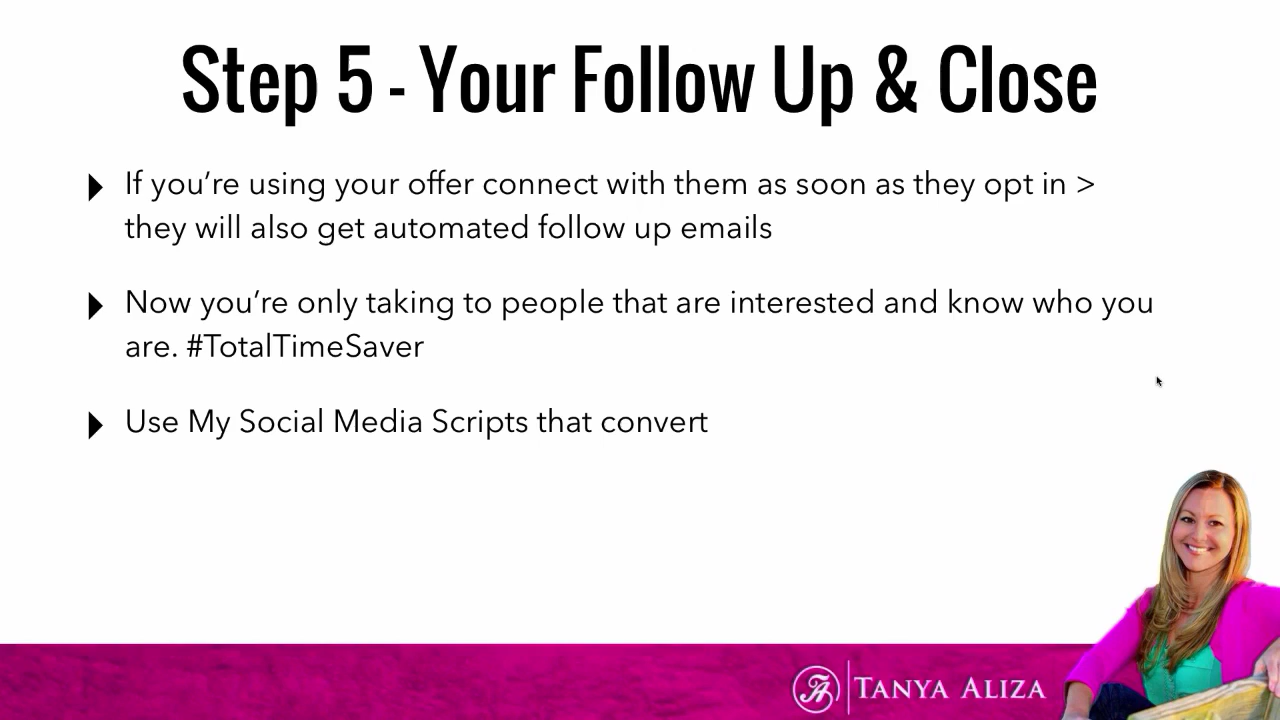 Step 5 - Your Follow Up & Close
If you’re using your offer connect with them as soon as they opt in >
they will also get automated follow up emails
Now you’re only taking to people that are interested and know who you
are. #TotalTimeSaver
Use My Social Media Scripts that convert
TA TANYA ALIZA